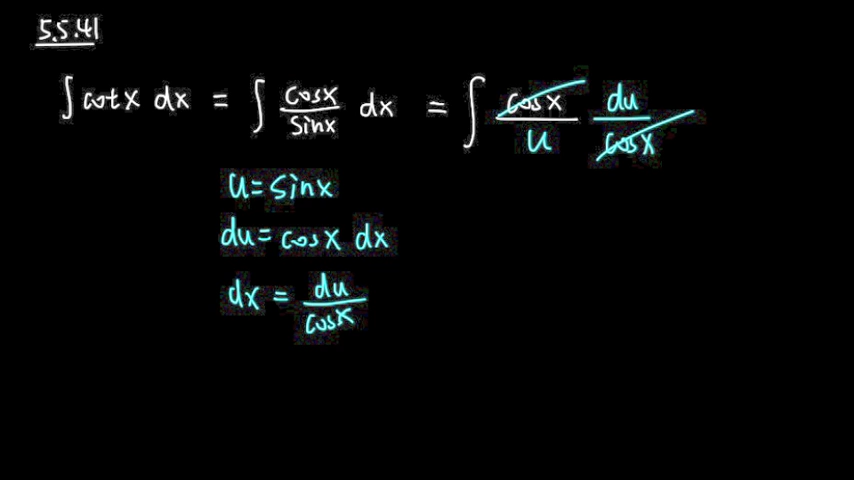 5.5.41
∫ cotx dx = ∫ cosx/sinx dx = ∫ cosx/u du/cosx
u = sinx
du = cosx dx
dx = du/cosx